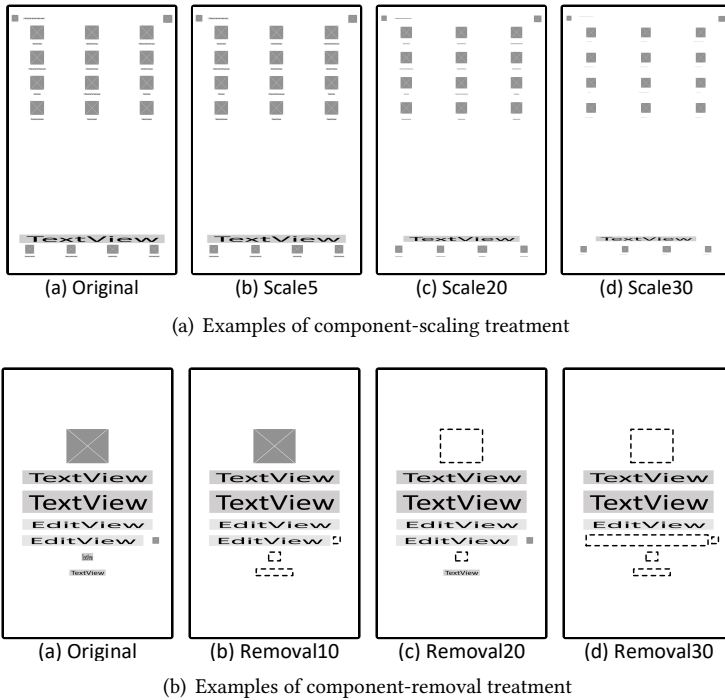 TextView TextView TextView TextView
(a) Original (b) Scale5 (c) Scale20 (d) Scale30
(a) Examples of component-scaling treatment
TextView TextView TextView TextView
TextView TextView TextView TextView
EditView EditView EditView EditView
EditView EditView EditView
TextView TextView
(a) Original (b) Removal10 (c) Removal20 (d) Removal30
(b) Examples of component-removal treatment